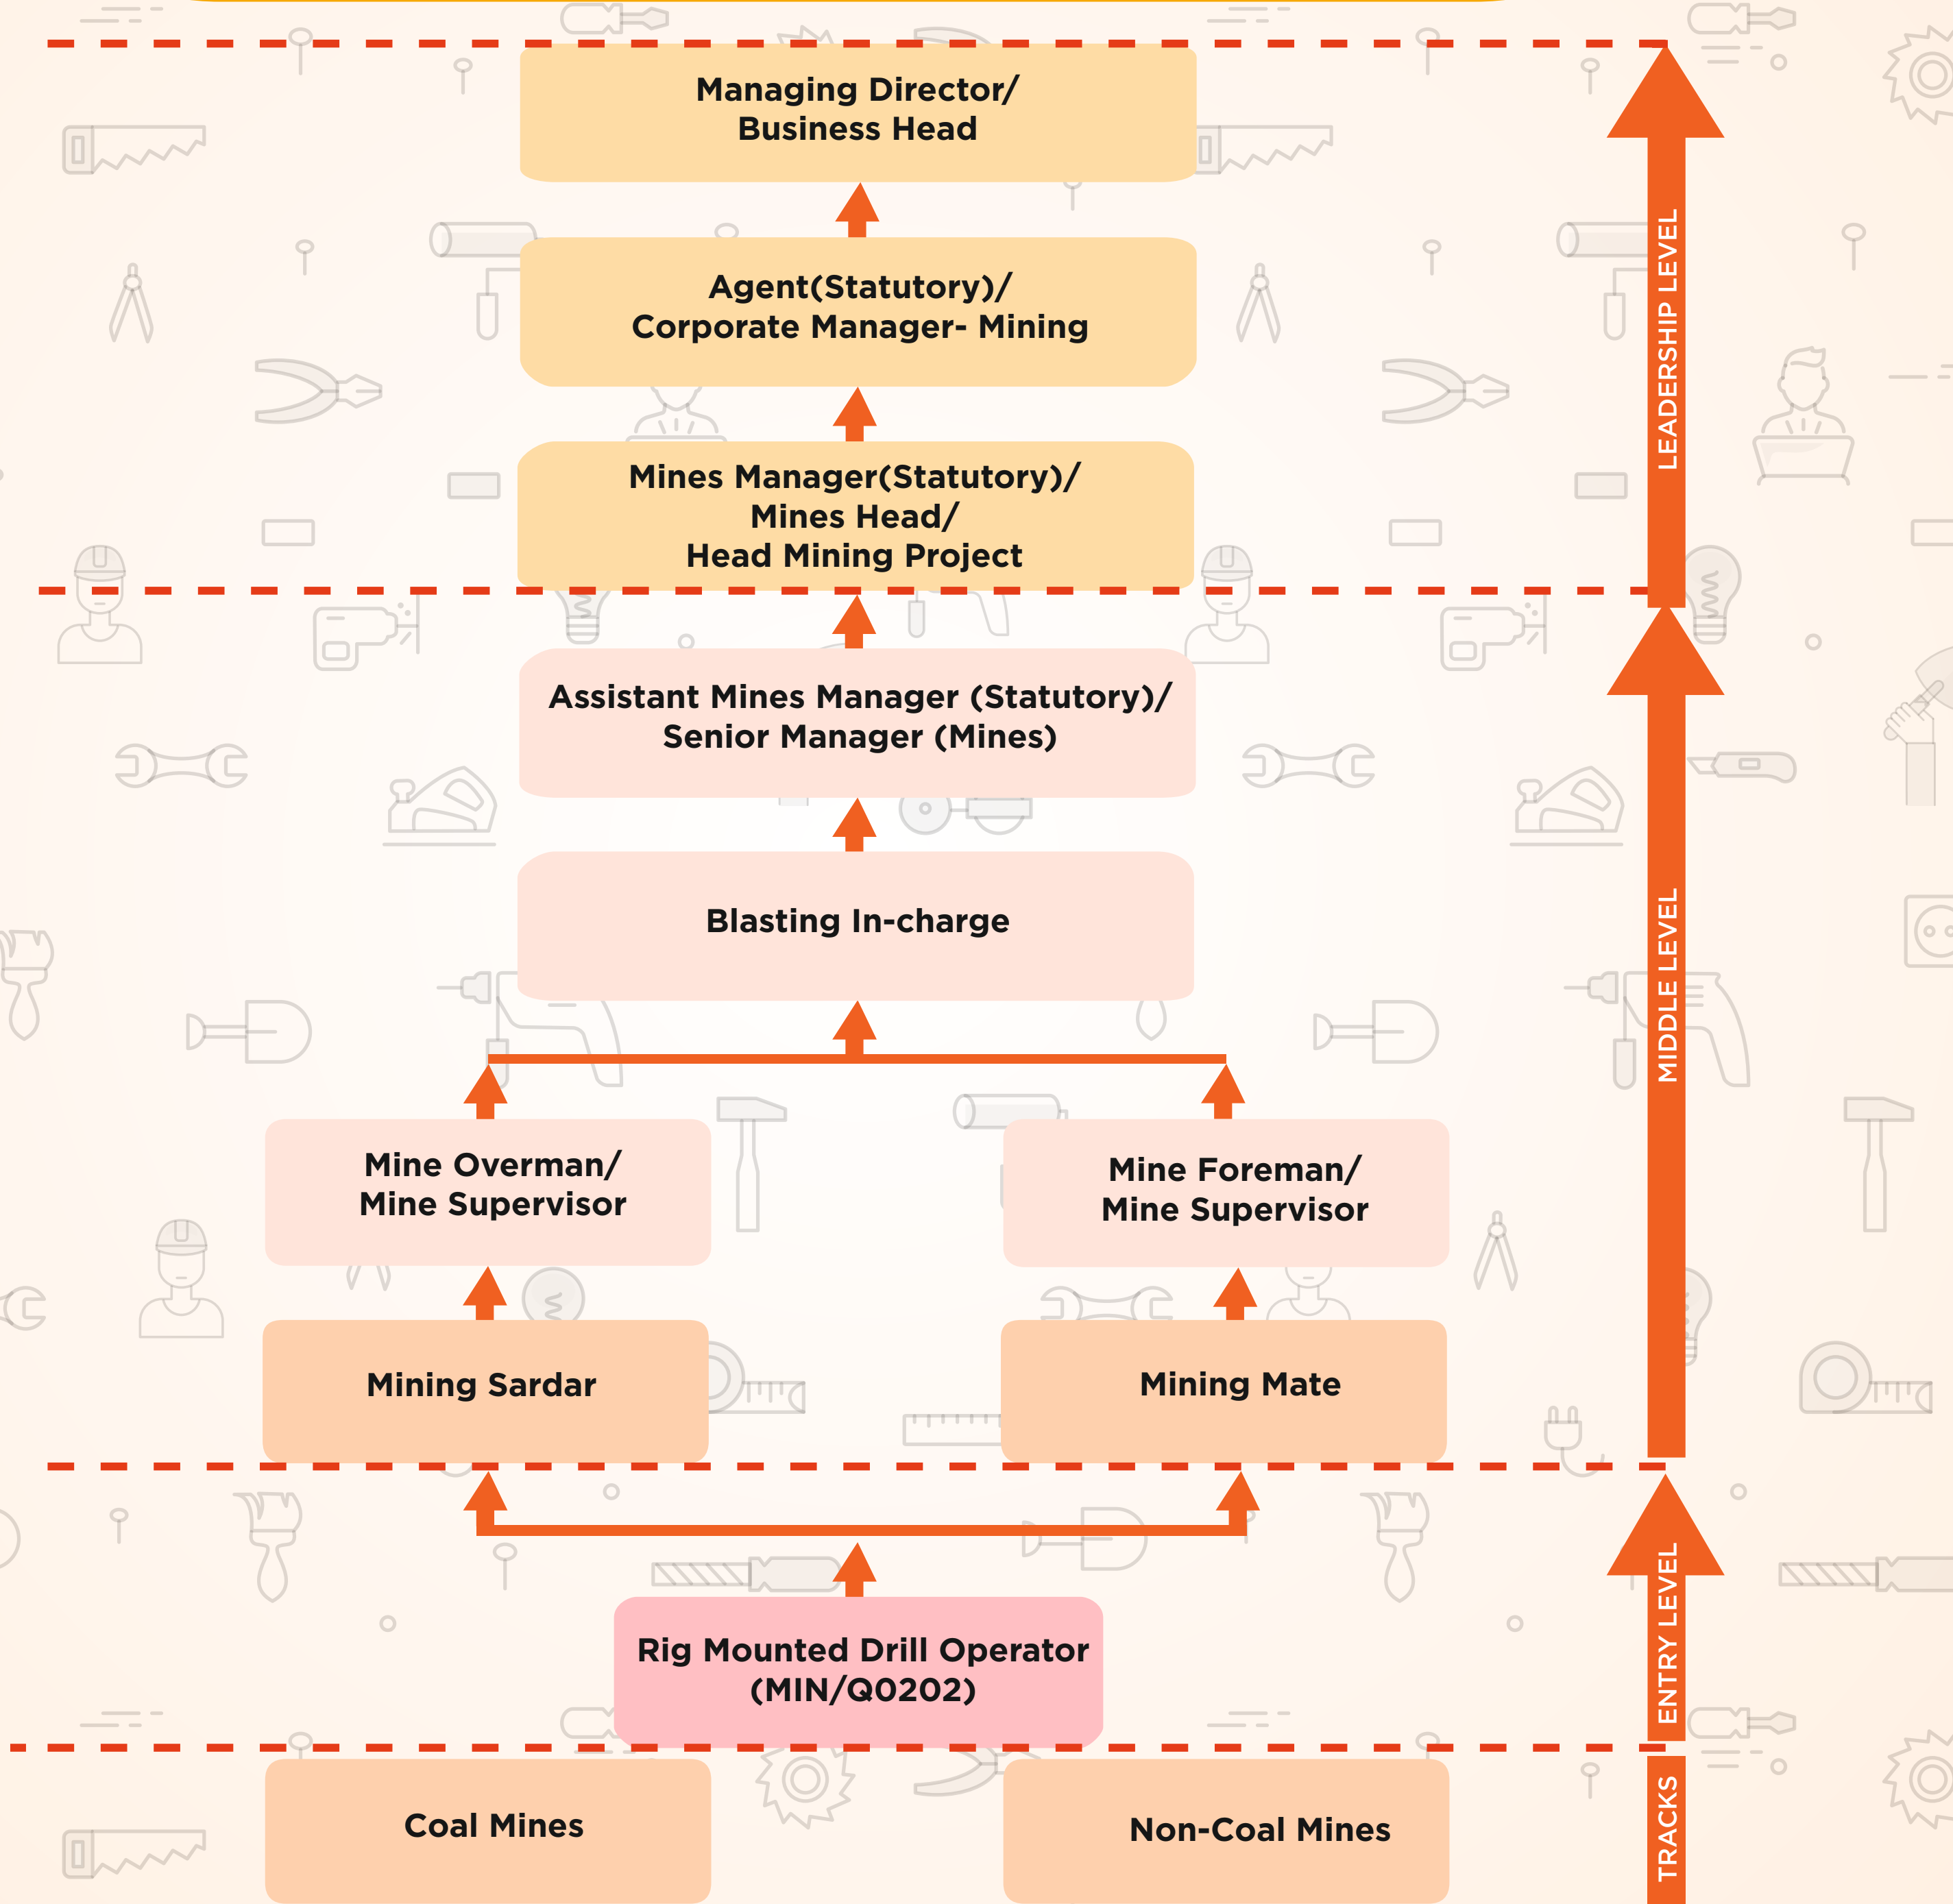 Managing Director/
Business Head
Agent(Statutory)/
Corporate Manager- Mining
Mines Manager(Statutory)/
Mines Head/
Head Mining Project
LEADERSHIP LEVEL
Assistant Mines Manager (Statutory)/
Senior Manager (Mines)
Blasting In-charge
MIDDLE LEVEL
Mine Overman/
Mine Supervisor
Mine Foreman/
Mine Supervisor
Mining Sardar
Mining Mate
Rig Mounted Drill Operator
(MIN/Q0202)
ENTRY LEVEL
Coal Mines
Non-Coal Mines
TRACKS